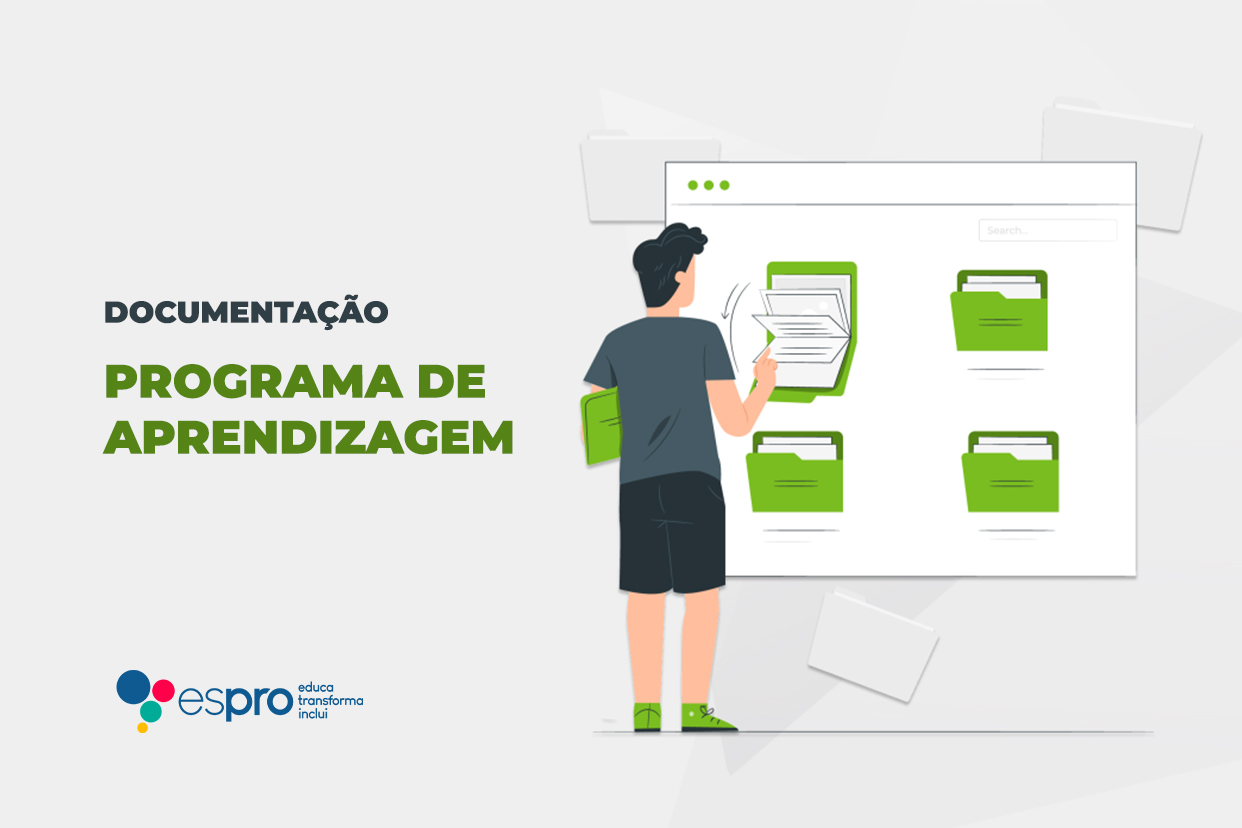 DOCUMENTAÇÃO
PROGRAMA DE
APRENDIZAGEM
espro
educa
transforma
inclui
Search...